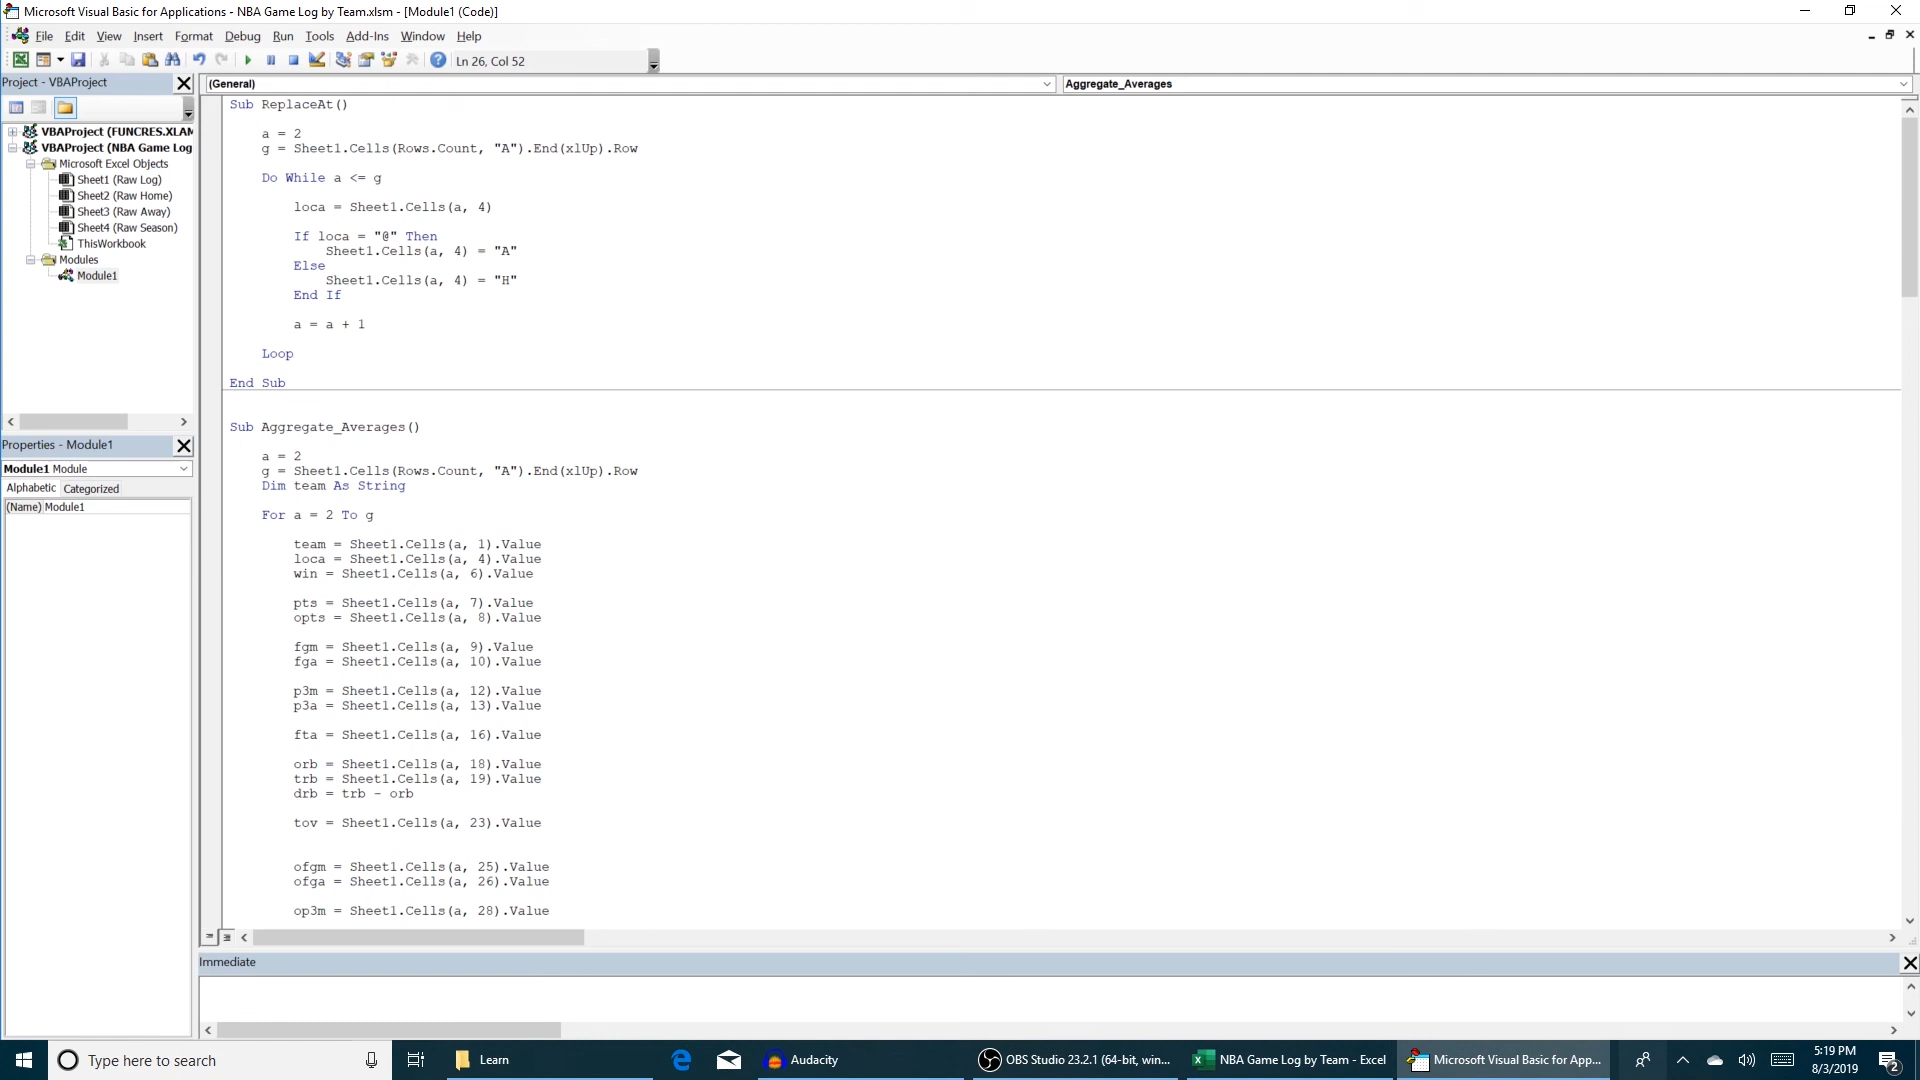 Microsoft Visual Basic for Applications - NBA Game Log by Team.xlsm - [Module1 (Code)]
File Edit View Insert Format Debug Run Tools Add-Ins Window Help
Ln 26, Col 52
Project - VBAProject
(General)
Aggregate_Averages
VBAProject (FUNCRES.XLAM
VBAProject (NBA Game Log
Microsoft Excel Objects
Sheet1 (Raw Log)
Sheet2 (Raw Home)
Sheet3 (Raw Away)
Sheet4 (Raw Season)
ThisWorkbook
Modules
Module1
Properties - Module1
Module1 Module
Alphabetic Categorized
(Name) Module1
Sub ReplaceAt()
a = 2
g = Sheet1.Cells(Rows.Count, "A").End(xlUp).Row
Do While a <= g
loca = Sheet1.Cells(a, 4)
If loca = "@" Then
Sheet1.Cells(a, 4) = "A"
Else
Sheet1.Cells(a, 4) = "H"
End If
a = a + 1
Loop
End Sub
Sub Aggregate_Averages()
a = 2
g = Sheet1.Cells(Rows.Count, "A").End(xlUp).Row
Dim team As String
For a = 2 To g
team = Sheet1.Cells(a, 1).Value
loca = Sheet1.Cells(a, 4).Value
win = Sheet1.Cells(a, 6).Value
pts = Sheet1.Cells(a, 7).Value
opts = Sheet1.Cells(a, 8).Value
fgm = Sheet1.Cells(a, 9).Value
fga = Sheet1.Cells(a, 10).Value
p3m = Sheet1.Cells(a, 12).Value
p3a = Sheet1.Cells(a, 13).Value
fta = Sheet1.Cells(a, 16).Value
orb = Sheet1.Cells(a, 18).Value
trb = Sheet1.Cells(a, 19).Value
drb = trb - orb
tov = Sheet1.Cells(a, 23).Value
ofgm = Sheet1.Cells(a, 25).Value
ofga = Sheet1.Cells(a, 26).Value
op3m = Sheet1.Cells(a, 28).Value
Immediate
Type here to search
Learn
Audacity
OBS Studio 23.2.1 (64-bit, win...
NBA Game Log by Team - Excel
Microsoft Visual Basic for App...
5:19 PM
8/3/2019
2